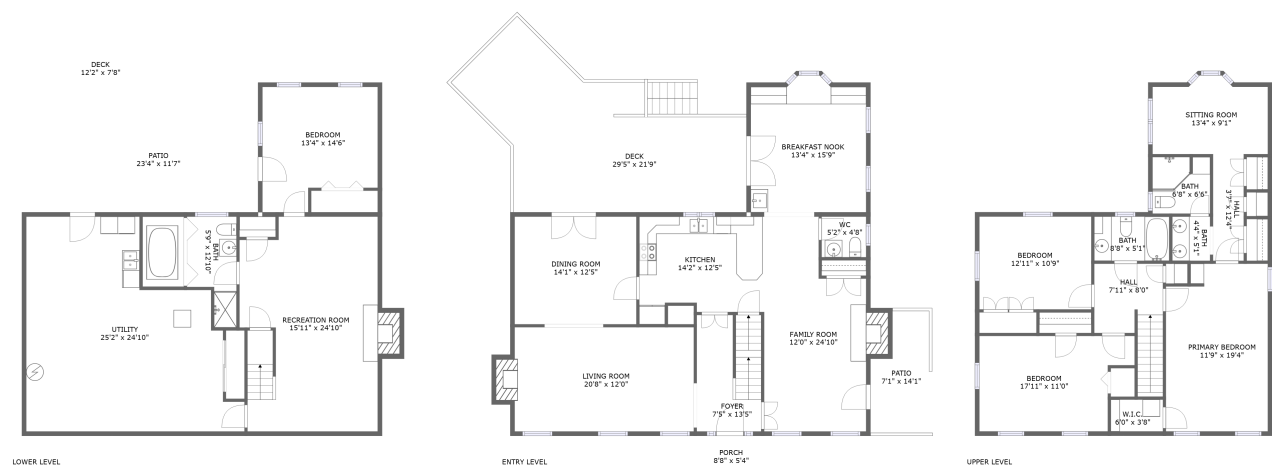 DECK
12'2" x 7'8"
PATIO
23'4" x 11'7"
BEDROOM
13'4" x 14'6"
BATH
5'9" x 12'10"
UTILITY
25'2" x 24'10"
RECREATION ROOM
15'11" x 24'10"
LOWER LEVEL
DECK
29'5" x 21'9"
BREAKFAST NOOK
13'4" x 15'9"
WC
5'2" x 4'8"
DINING ROOM
14'1" x 12'5"
KITCHEN
14'2" x 12'5"
FAMILY ROOM
12'0" x 24'10"
LIVING ROOM
20'8" x 12'0"
FOYER
7'5" x 13'5"
PATIO
7'1" x 14'1"
PORCH
8'8" x 5'4"
ENTRY LEVEL
SITTING ROOM
13'4" x 9'1"
BATH
6'8" x 6'6"
HALL
3'7" x 12'4"
BATH
4'4" x 5'1"
BATH
8'8" x 5'1"
BEDROOM
12'11" x 10'9"
HALL
7'11" x 8'0"
PRIMARY BEDROOM
11'9" x 19'4"
BEDROOM
17'11" x 11'0"
W.I.C.
6'0" x 3'8"
UPPER LEVEL